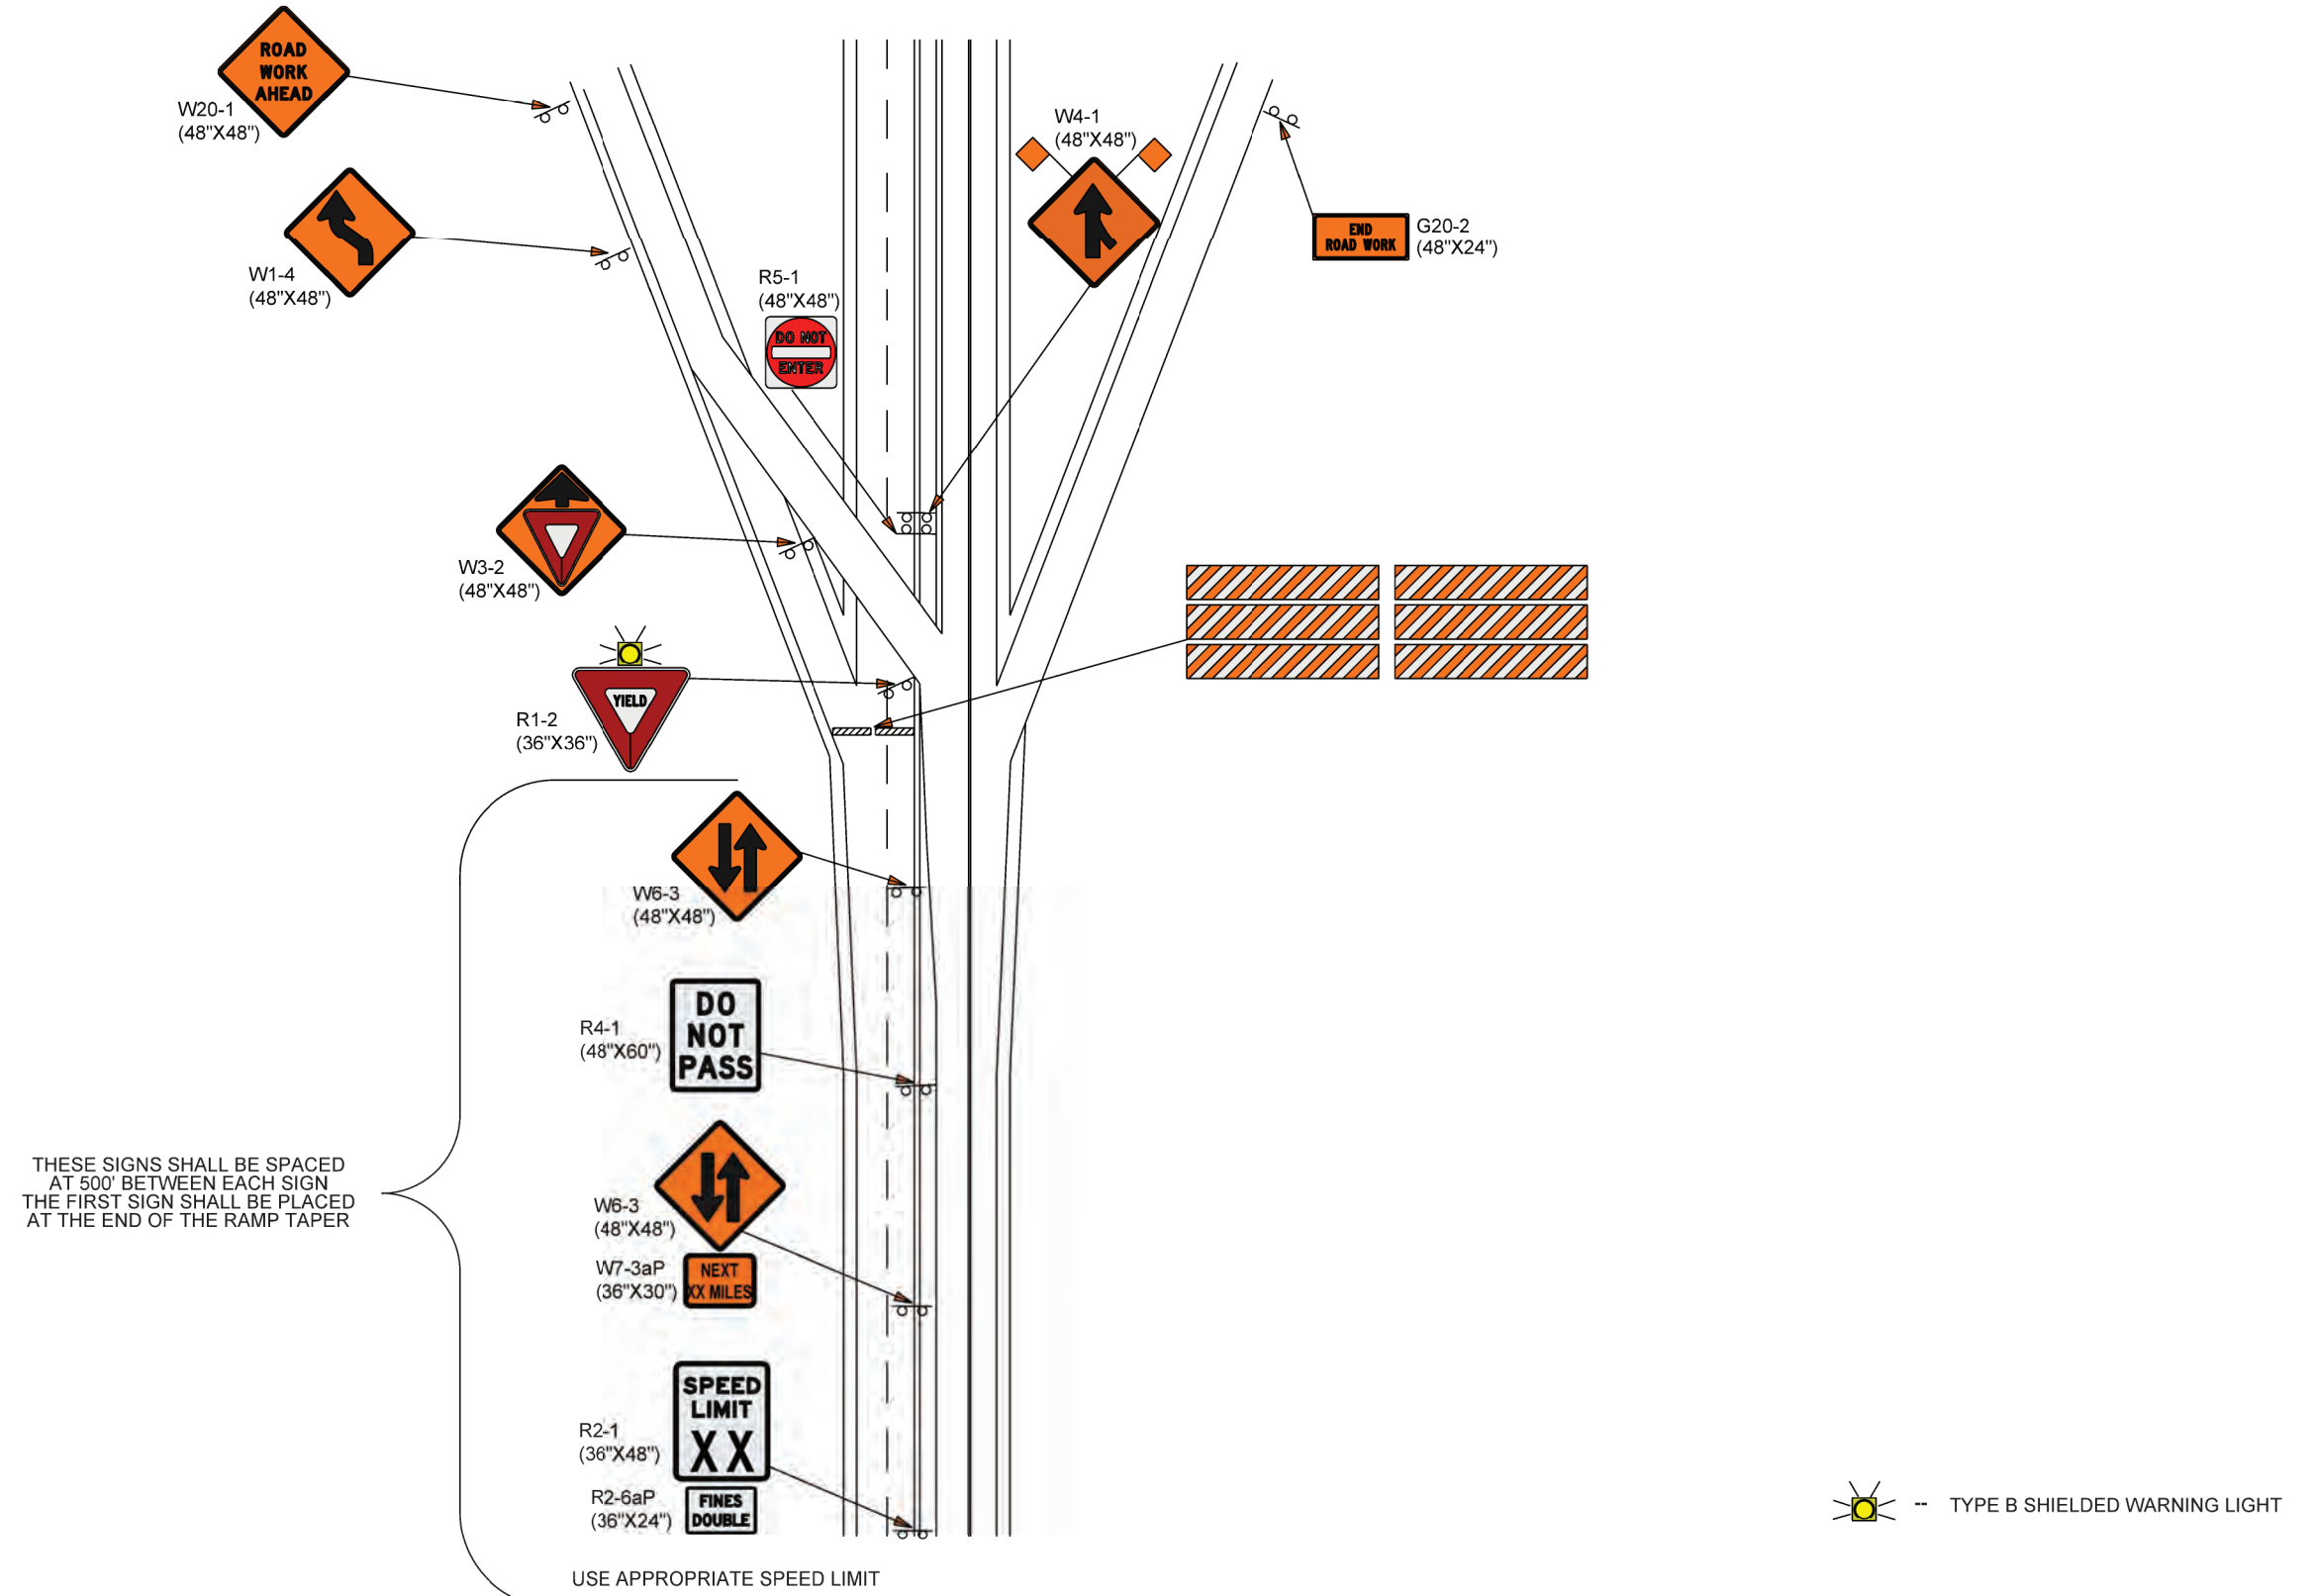 ROAD
WORK
AHEAD
W20-1
(48"X48")
W4-1
(48"X48")
W1-4
(48"X48")
END
ROAD WORK
G20-2
(48"X24")
R5-1
(48"X48")
DO NOT
ENTER
W3-2
(48"X48")
YIELD
R1-2
(36"X36")
W6-3
(48"X48")
DO
NOT
PASS
R4-1
(48"X60")
THESE SIGNS SHALL BE SPACED
AT 500' BETWEEN EACH SIGN
THE FIRST SIGN SHALL BE PLACED
AT THE END OF THE RAMP TAPER
W6-3
(48"X48")
W7-3aP
(36"X30")
NEXT
XX MILES
SPEED
LIMIT
XX
R2-1
(36"X48")
R2-6aP
(36"X24")
FINES
DOUBLE
USE APPROPRIATE SPEED LIMIT
-- TYPE B SHIELDED WARNING LIGHT